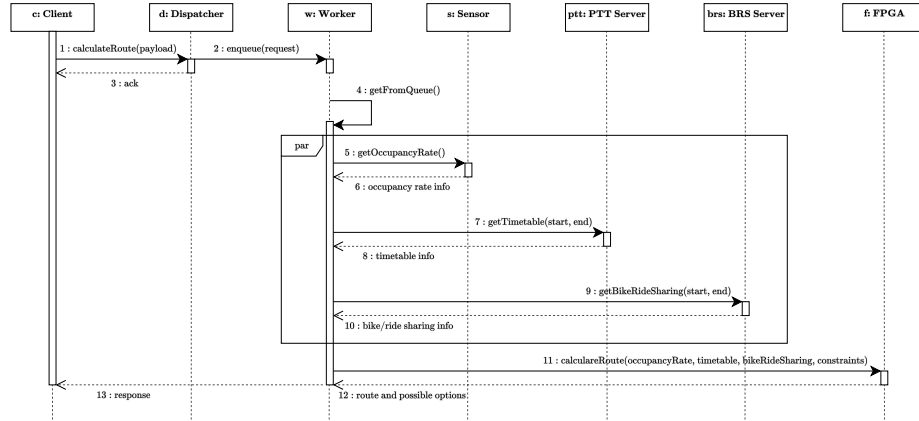 c: Client
d: Dispatcher
w: Worker
s: Sensor
ptt: PTT Server
brs: BRS Server
f: FPGA
1 : calculateRoute(payload)
2 : enqueue(request)
3 : ack
4 : getFromQueue()
par
5 : getOccupancyRate()
6 : occupancy rate info
7 : getTimetable(start, end)
8 : timetable info
9 : getBikeRideSharing(start, end)
10 : bike/ride sharing info
11 : calculareRoute(occupancyRate, timetable, bikeRideSharing, constraints)
12 : route and possible options
13 : response